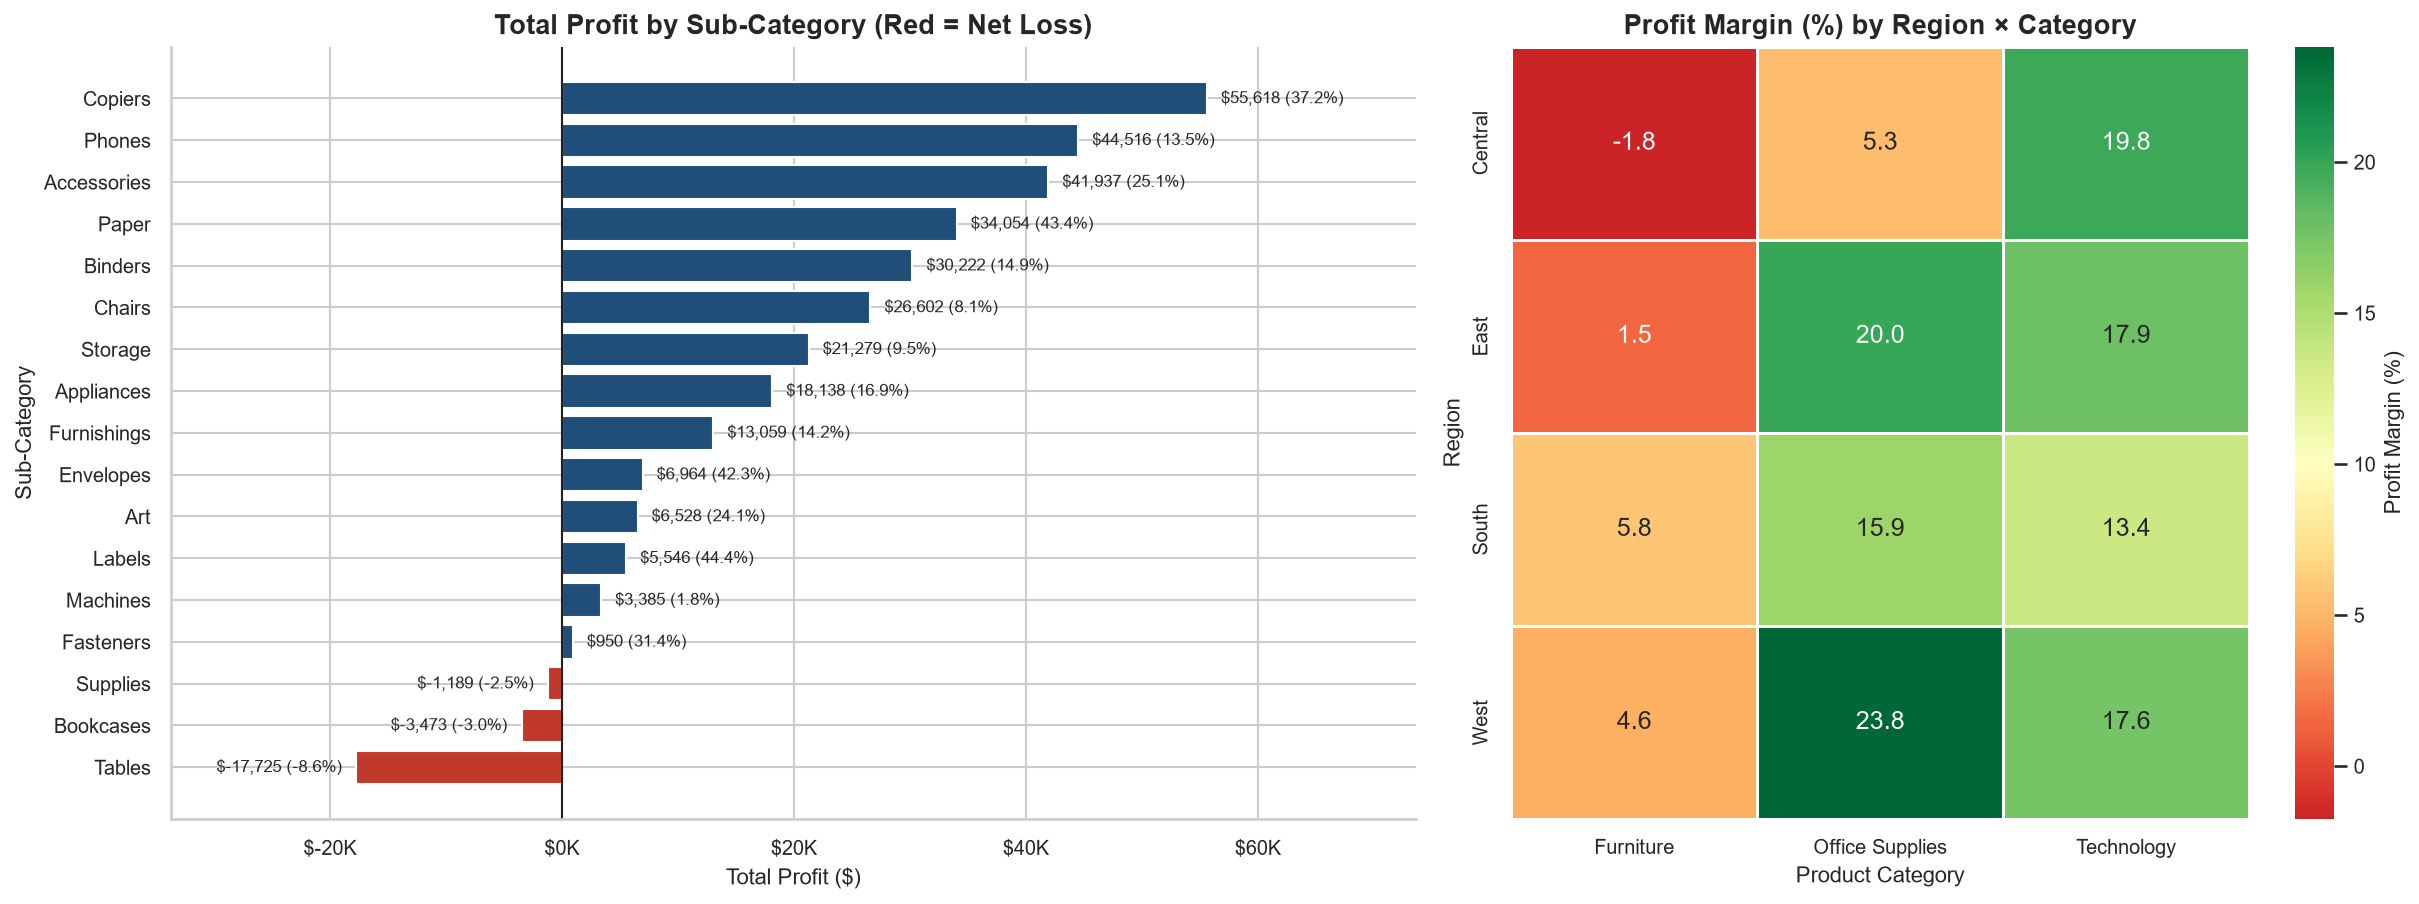 Total Profit by Sub-Category (Red = Net Loss)
Sub-Category
Copiers $55,618 (37.2%)
Phones $44,516 (13.5%)
Accessories $41,937 (25.1%)
Paper $34,054 (43.4%)
Binders $30,222 (14.9%)
Chairs $26,602 (8.1%)
Storage $21,279 (9.5%)
Appliances $18,138 (16.9%)
Furnishings $13,059 (14.2%)
Envelopes $6,964 (42.3%)
Art $6,528 (24.1%)
Labels $5,546 (44.4%)
Machines $3,385 (1.8%)
Fasteners $950 (31.4%)
Supplies $-1,189 (-2.5%)
Bookcases $-3,473 (-3.0%)
Tables $-17,725 (-8.6%)
$-20K $0K $20K $40K $60K
Total Profit ($)
Profit Margin (%) by Region × Category
Region
Central -1.8 5.3 19.8
East 1.5 20.0 17.9
South 5.8 15.9 13.4
West 4.6 23.8 17.6
Furniture Office Supplies Technology
Product Category
20
15
10
5
0
Profit Margin (%)